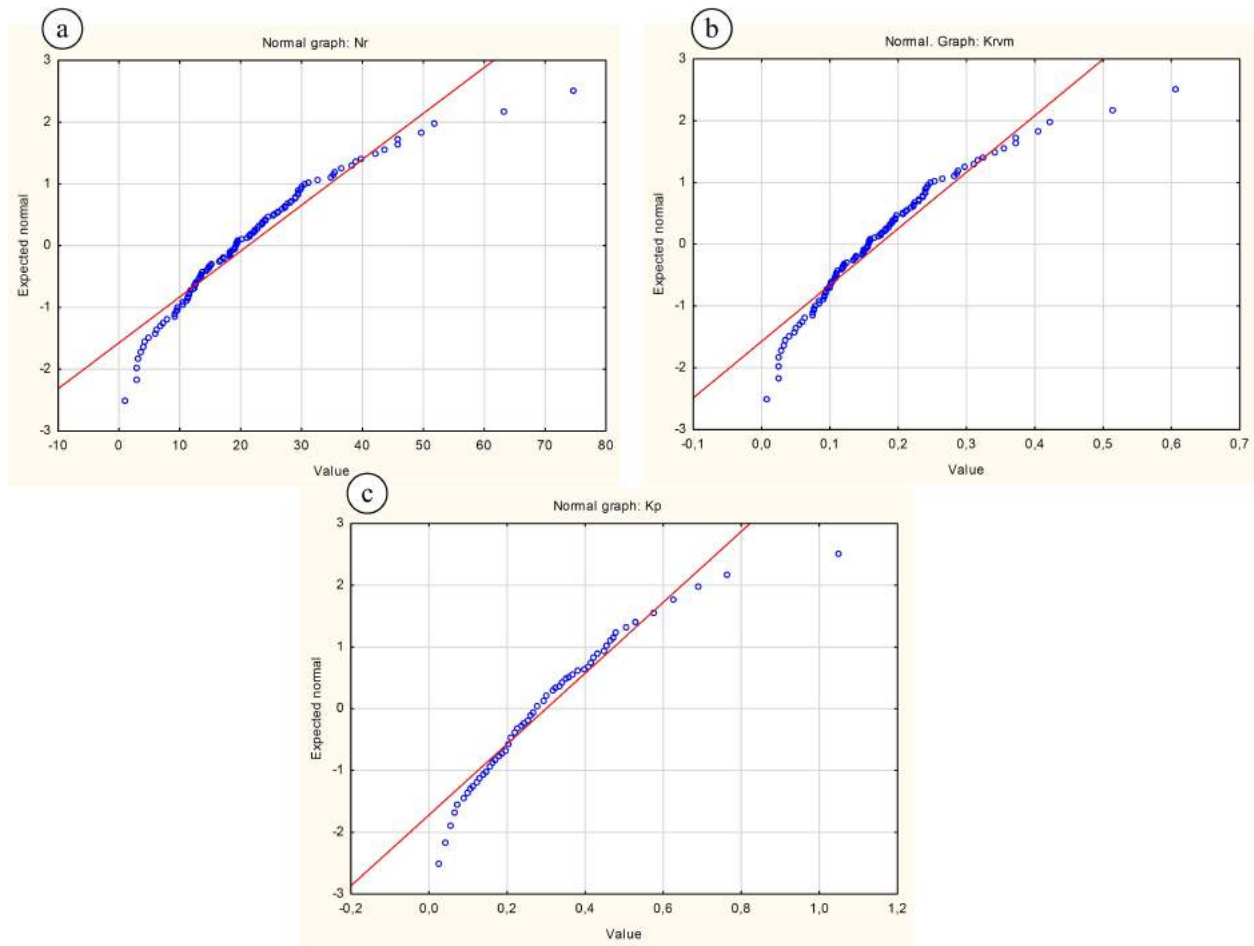 a
Normal graph: Nr
3
2
1
0
-1
-2
-3
Expected normal
-10 0 10 20 30 40 50 60 70 80
Value
b
Normal. Graph: Krvm
3
2
1
0
-1
-2
-3
Expected normal
-0,1 0,0 0,1 0,2 0,3 0,4 0,5 0,6 0,7
Value
c
Normal graph: Kp
3
2
1
0
-1
-2
-3
Expected normal
-0,2 0,0 0,2 0,4 0,6 0,8 1,0 1,2
Value